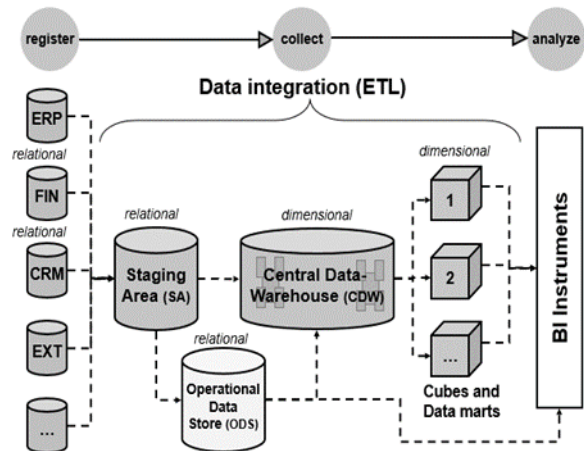 register
collect
analyze
Data integration (ETL)
ERP
relational
FIN
relational
CRM
EXT
...
relational
Staging
Area (SA)
dimensional
Central Data-
Warehouse (CDW)
relational
Operational
Data
Store (ODS)
dimensional
1
2
...
Cubes and
Data marts
BI Instruments